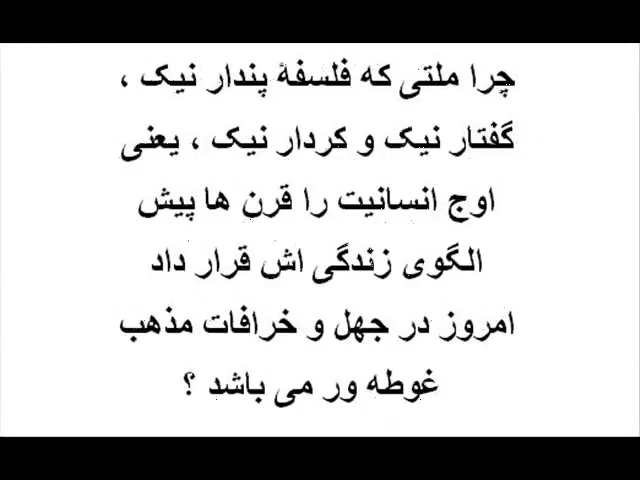 چرا ملتی که فلسفهٔ پندار نیک ،
گفتار نیک و کردار نیک ، یعنی
اوج انسانیت را قرن ها پیش
الگوی زندگی اش قرار داد
امروز در جهل و خرافات مذهب
غوطه ور می باشد ؟